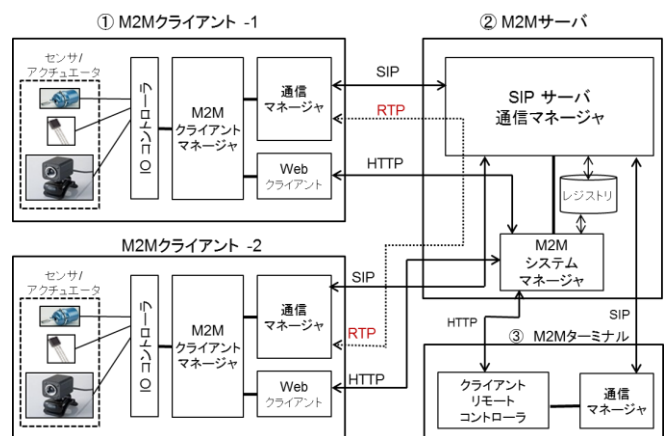 ① M2Mクライアント -1
センサ/
アクチュエータ
IO コントローラ
M2M
クライアント
マネージャ
通信
マネージャ
Web
クライアント
SIP
RTP
HTTP
② M2Mサーバ
SIP サーバ
通信マネージャ
レジストリ
M2M
システム
マネージャ
M2Mクライアント -2
センサ/
アクチュエータ
IO コントローラ
M2M
クライアント
マネージャ
通信
マネージャ
Web
クライアント
SIP
RTP
HTTP
HTTP
SIP
③ M2Mターミナル
クライアント
リモート
コントローラ
通信
マネージャ